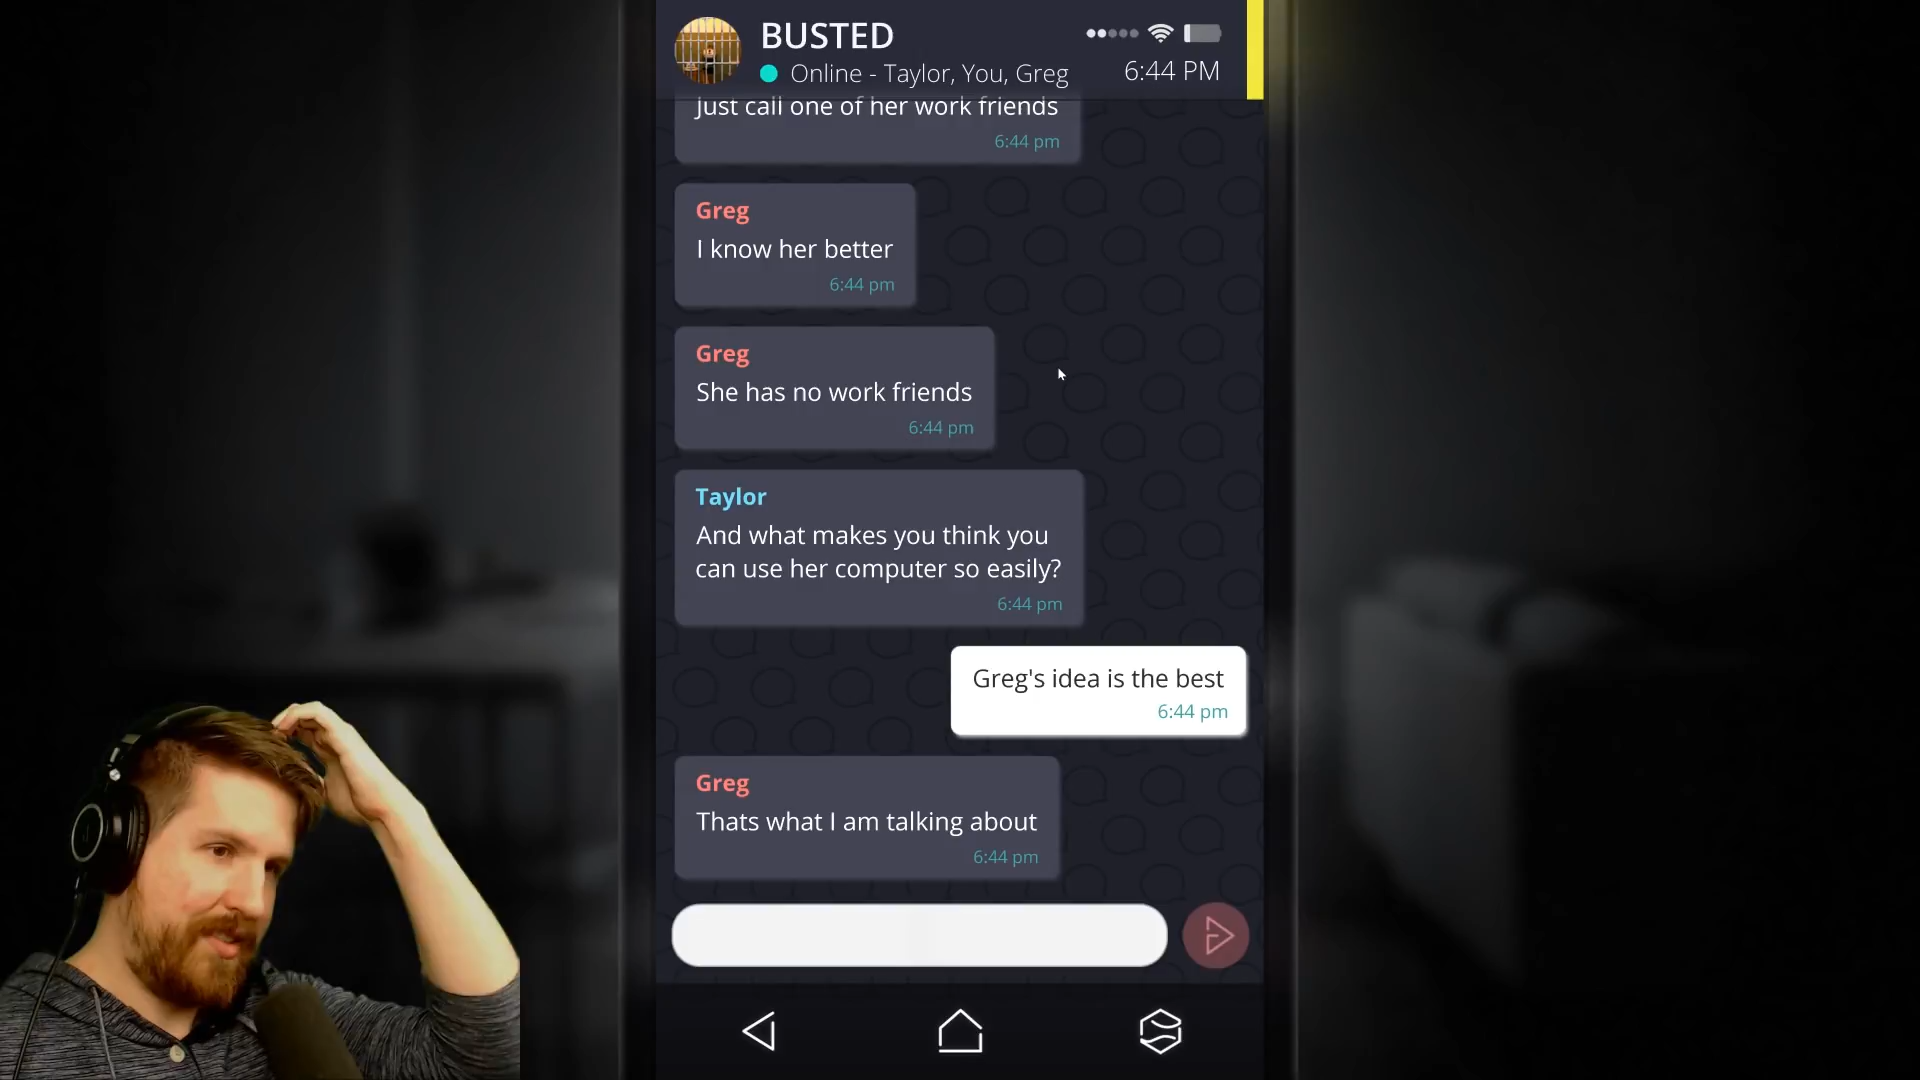 BUSTED
Online - Taylor, You, Greg
6:44 PM
Just call one of her work friends
6:44 pm
Greg
I know her better
6:44 pm
Greg
She has no work friends
6:44 pm
Taylor
And what makes you think you
can use her computer so easily?
6:44 pm
Greg's idea is the best
6:44 pm
Greg
Thats what I am talking about
6:44 pm